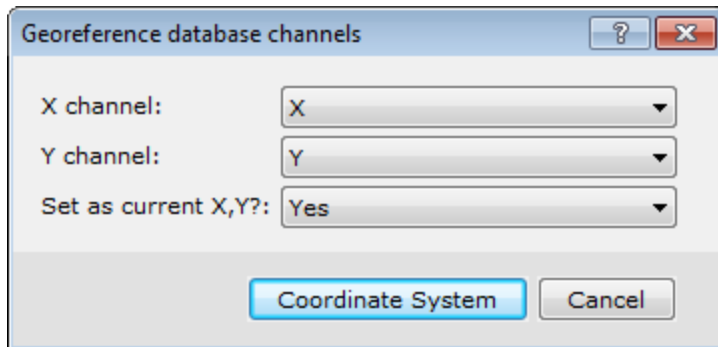 Georeference database channels
X channel: X
Y channel: Y
Set as current X,Y?: Yes
Coordinate System Cancel